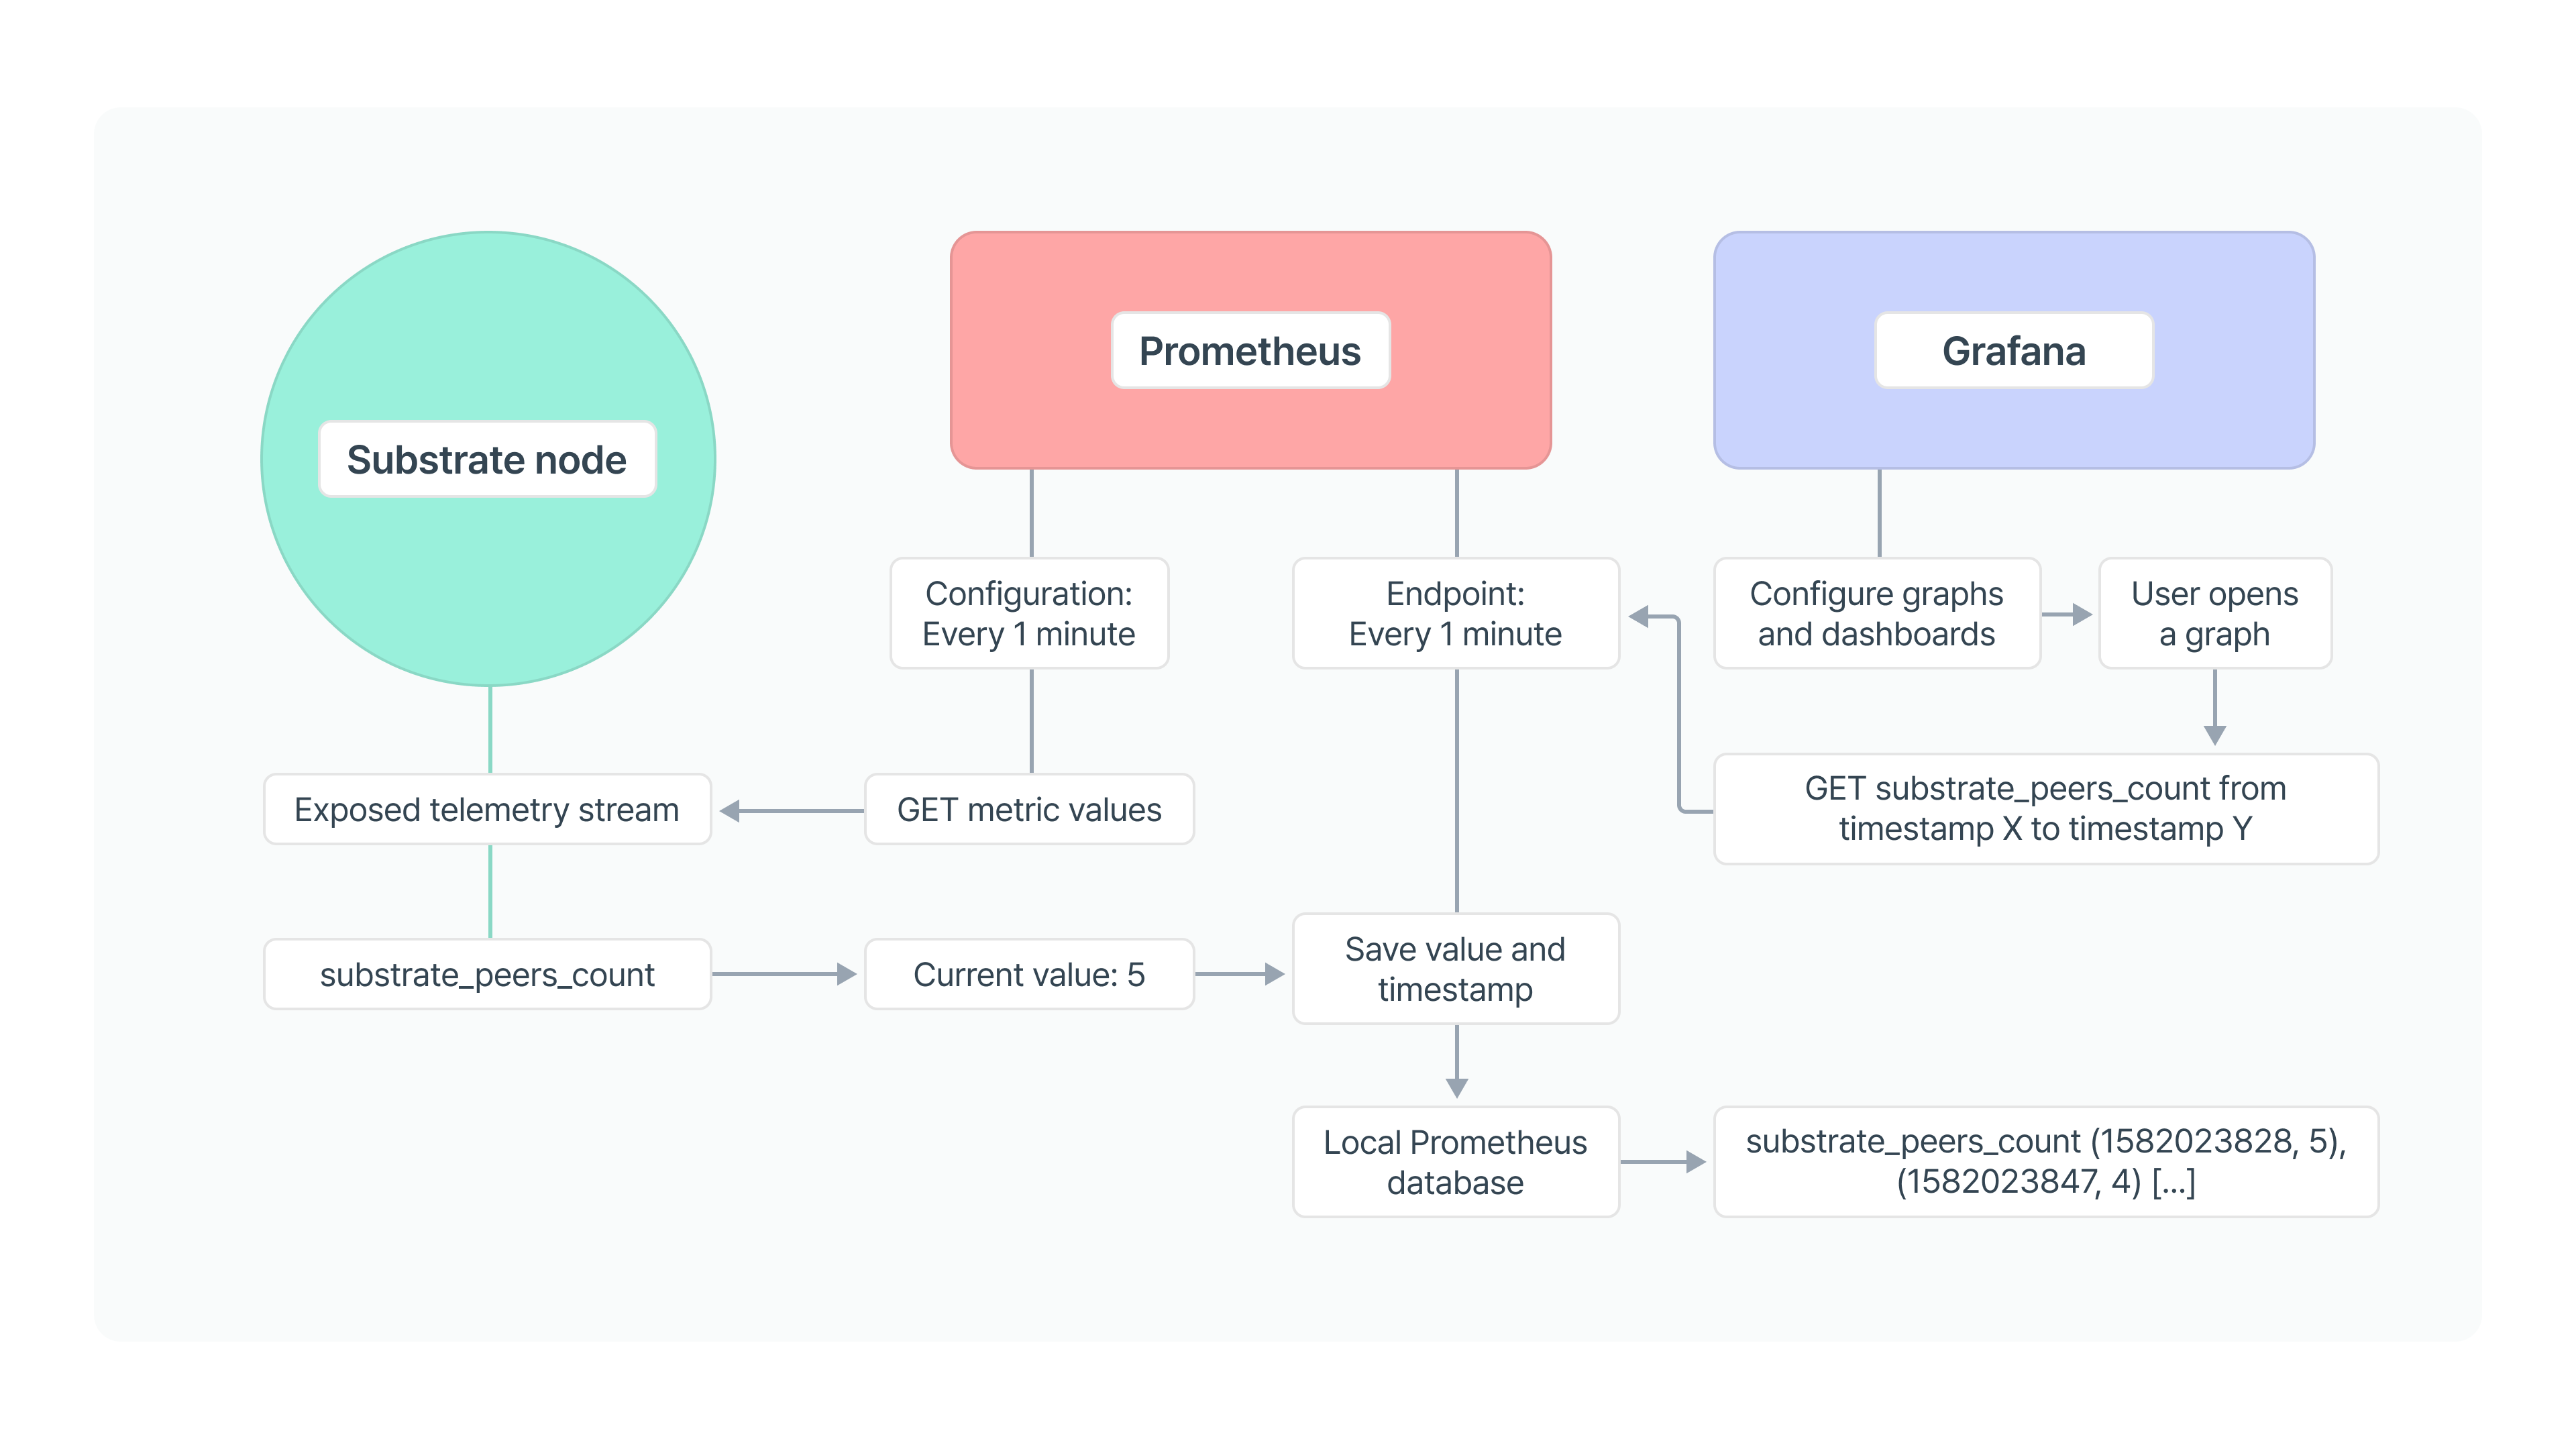 Substrate node
Prometheus
Grafana
Configuration:
Every 1 minute
Endpoint:
Every 1 minute
Configure graphs
and dashboards
User opens
a graph
Exposed telemetry stream
GET metric values
GET substrate_peers_count from
timestamp X to timestamp Y
substrate_peers_count
Current value: 5
Save value and
timestamp
Local Prometheus
database
substrate_peers_count (1582023828, 5),
(1582023847, 4) [...]